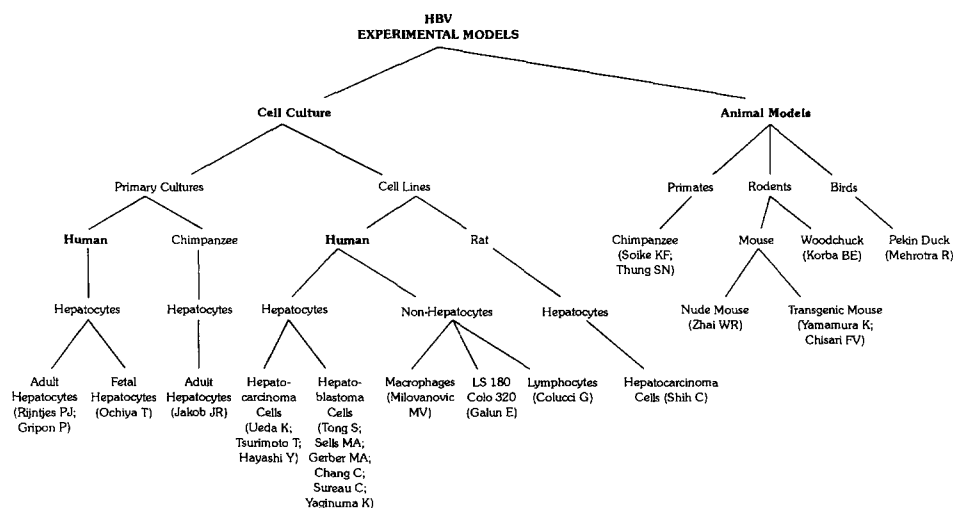 HBV
EXPERIMENTAL MODELS
Cell Culture
Animal Models
Primary Cultures
Cell Lines
Primates
Rodents
Birds
Human
Chimpanzee
Human
Rat
Chimpanzee
(Soike KF;
Thung SN)
Mouse
Woodchuck
(Korba BE)
Pekin Duck
(Mehrotra R)
Hepatocytes
Hepatocytes
Hepatocytes
Non-Hepatocytes
Hepatocytes
Nude Mouse
(Zhai WR)
Transgenic Mouse
(Yamamura K;
Chisari FV)
Adult
Hepatocytes
(Rijntjes PJ;
Gripon P)
Fetal
Hepatocytes
(Ochiya T)
Adult
Hepatocytes
(Jakob JR)
Hepato-
carcinoma
Cells
(Ueda K;
Tsurimoto T;
Hayashi Y)
Hepato-
blastoma
Cells
(Tong S;
Sells MA;
Gerber MA;
Chang C;
Sureau C;
Yaginuma K)
Macrophages
(Milovanovic
MV)
LS 180
Colo 320
(Galun E)
Lymphocytes
(Colucci G)
Hepatocarcinoma
Cells (Shih C)